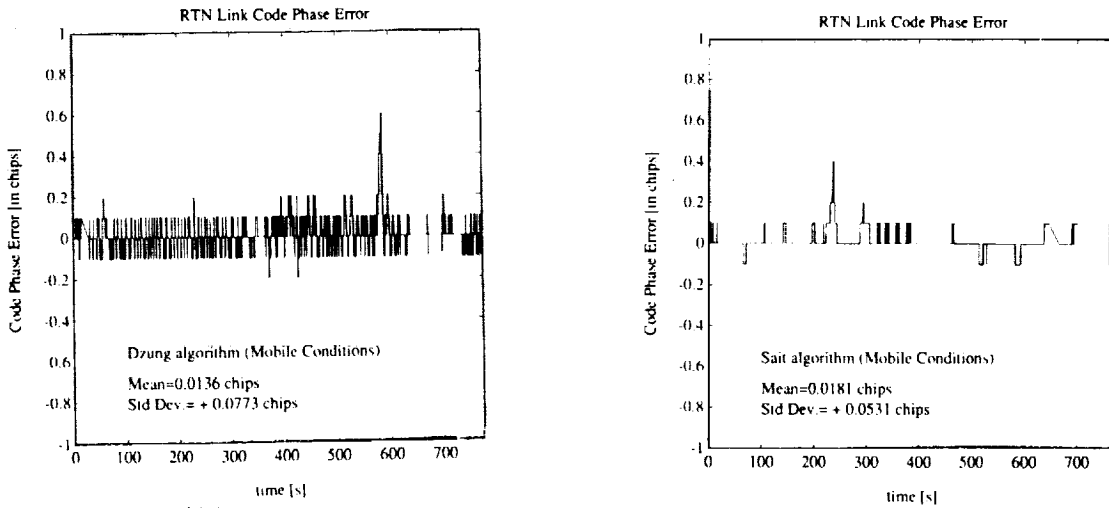 RTN Link Code Phase Error
1
0.8
0.6
0.4
0.2
0
-0.2
-0.4
-0.6
-0.8
-1
Code Phase Error [in chips]
Dzung algorithm (Mobile Conditions)
Mean=0.0136 chips
Std Dev.= + 0.0773 chips
0 100 200 300 400 500 600 700
time [s]
RTN Link Code Phase Error
1
0.8
0.6
0.4
0.2
0
-0.2
-0.4
-0.6
-0.8
-1
Code Phase Error [in chips]
Sait algorithm (Mobile Conditions)
Mean=0.0181 chips
Std Dev.= + 0.0531 chips
0 100 200 300 400 500 600 700
time [s]